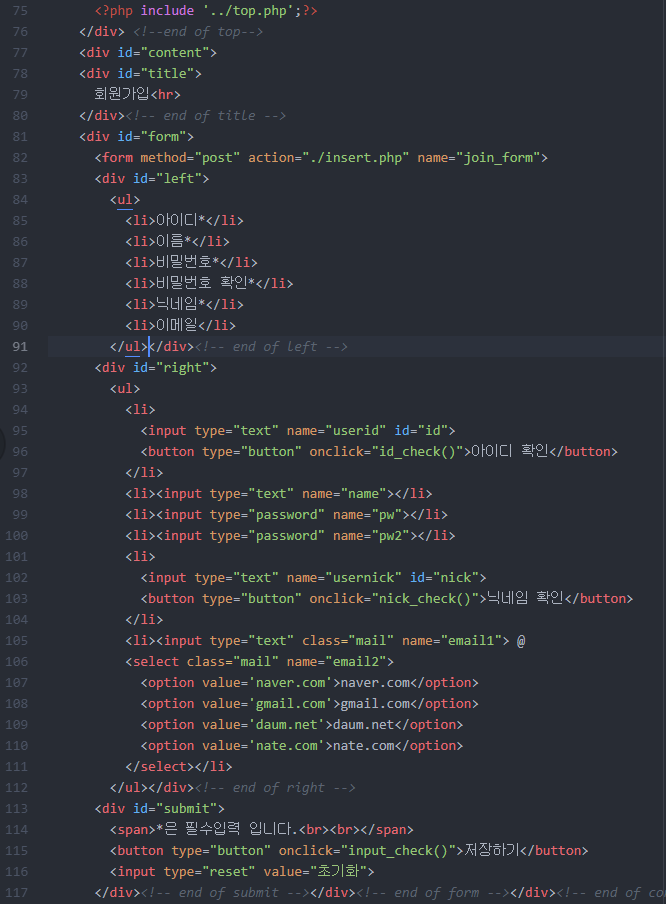 75 <?php include '../top.php';?>
76 </div> <!--end of top-->
77 <div id="content">
78 <div id="title">
79 회원가입<hr>
80 </div><!-- end of title -->
81 <div id="form">
82 <form method="post" action="./insert.php" name="join_form">
83 <div id="left">
84 <ul>
85 <li>아이디*</li>
86 <li>이름*</li>
87 <li>비밀번호*</li>
88 <li>비밀번호 확인*</li>
89 <li>닉네임*</li>
90 <li>이메일</li>
91 </ul></div><!-- end of left -->
92 <div id="right">
93 <ul>
94 <li>
95 <input type="text" name="userid" id="id">
96 <button type="button" onclick="id_check()">아이디 확인</button>
97 </li>
98 <li><input type="text" name="name"></li>
99 <li><input type="password" name="pw"></li>
100 <li><input type="password" name="pw2"></li>
101 <li>
102 <input type="text" name="usernick" id="nick">
103 <button type="button" onclick="nick_check()">닉네임 확인</button>
104 </li>
105 <li><input type="text" class="mail" name="email1"> @
106 <select class="mail" name="email2">
107 <option value='naver.com'>naver.com</option>
108 <option value='gmail.com'>gmail.com</option>
109 <option value='daum.net'>daum.net</option>
110 <option value='nate.com'>nate.com</option>
111 </select></li>
112 </ul></div><!-- end of right -->
113 <div id="submit">
114 <span>*은 필수입력 입니다.<br><br></span>
115 <button type="button" onclick="input_check()">저장하기</button>
116 <input type="reset" value="초기화">
117 </div><!-- end of submit --></div><!-- end of form --></div><!-- end of co